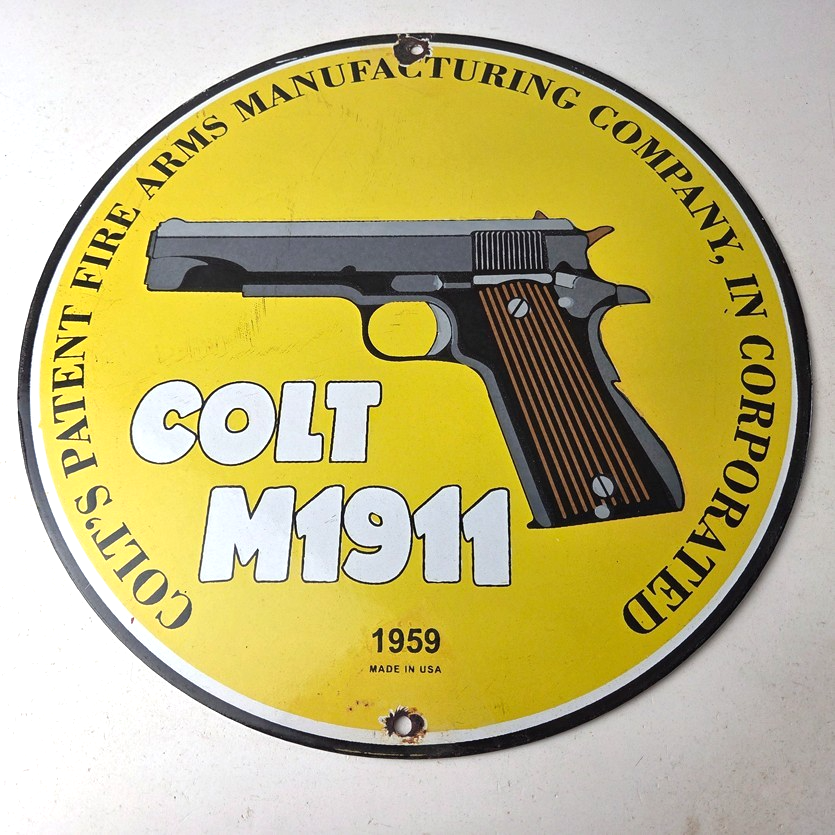 COLT'S PATENT FIRE ARMS MANUFACTURING COMPANY, IN CORPORATED
COLT
M1911
1959
MADE IN USA